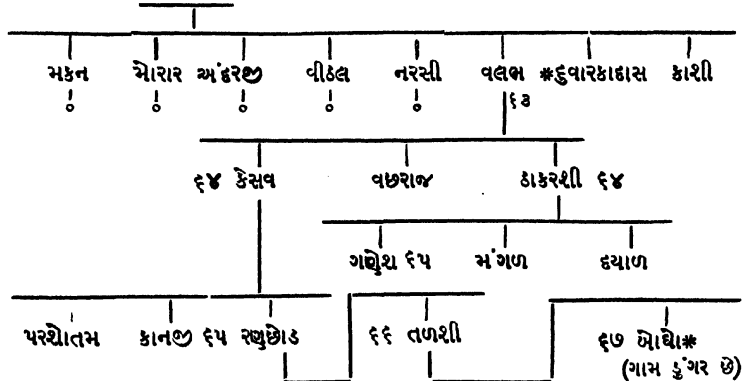 મકન મોરાર અંદરજી વીઠલ નરસી વલભ *દુવારકાદાસ કાશી
૬૩
૬૪ કેસવ વછરાજ ઠાકરશી ૬૪
ગણેશ ૬૫ મંગળ દયાળ
પરશોતમ કાનજી ૬૫ રણછોડ ૬૬ તળશી ૬૭ ખોઘો*
(ગામ ડુંગર છે)